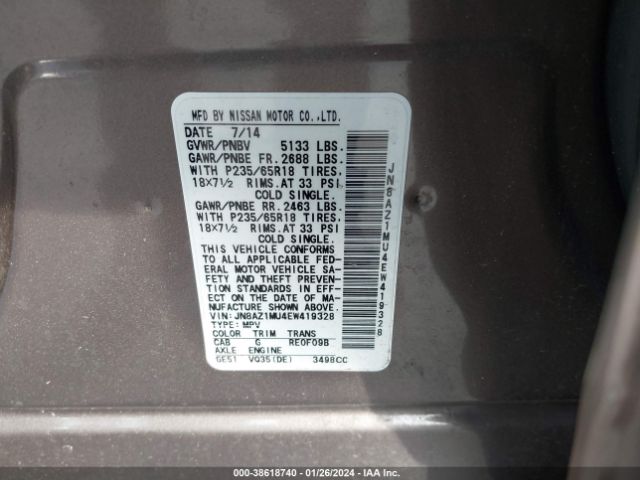 MFD BY NISSAN MOTOR CO.,LTD.
DATE 7/14
GVWR/PNBV 5133 LBS.
GAWR/PNBE FR. 2688 LBS.
WITH P235/65R18 TIRES.
18X7½ RIMS.AT 33 PSI
COLD SINGLE.
GAWR/PNBE RR. 2463 LBS.
WITH P235/65R18 TIRES.
18X7½ RIMS.AT 33 PSI
COLD SINGLE.
THIS VEHICLE CONFORMS
TO ALL APPLICABLE FED-
ERAL MOTOR VEHICLE SA-
FETY AND THEFT PREVEN-
TION STANDARDS IN EFF-
ECT ON THE DATE OF MA-
NUFACTURE SHOWN ABOVE.
VIN: JN8AZ1MU4EW419328
TYPE: MPV
COLOR TRIM TRANS
CAB G RE0F09B
AXLE ENGINE
GE51 VQ35(DE) 3498CC
JN8AZ1MU4EW419328
000-38618740 - 01/26/2024 - IAA Inc.